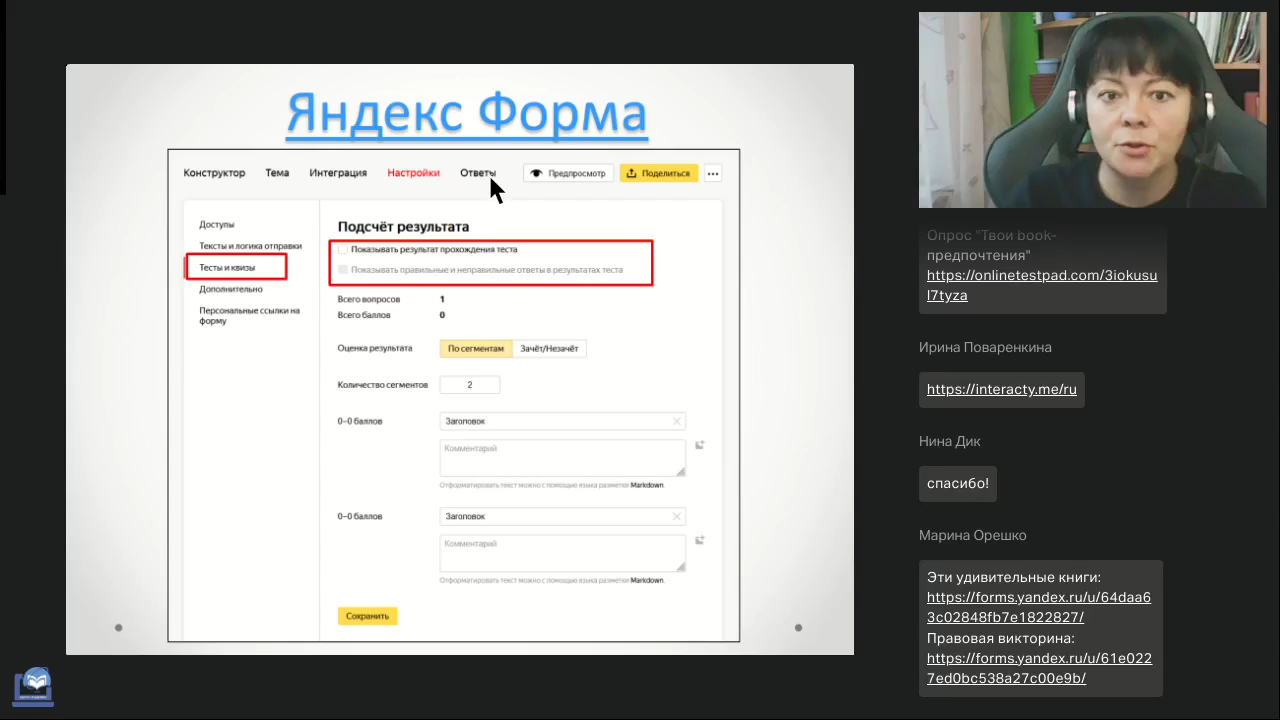 Яндекс Форма
Конструктор Тема Интеграция Настройки Ответы Предпросмотр Поделиться
Доступы
Тексты и логика отправки
Тесты и квизы
Дополнительно
Персональные ссылки на
форму
Подсчёт результата
Показывать результат прохождения теста
Показывать правильные и неправильные ответы в результатах теста
Всего вопросов 1
Всего баллов 0
Оценка результата По сегментам Зачёт/Незачёт
Количество сегментов 2
0–0 баллов Заголовок
Комментарий
Отформатировать текст можно с помощью языка разметки Markdown.
0–0 баллов Заголовок
Комментарий
Отформатировать текст можно с помощью языка разметки Markdown.
Сохранить
Опрос "Твои book-
предпочтения"
https://onlinetestpad.com/3iokusu
l7tyza
Ирина Поваренкина
https://interacty.me/ru
Нина Дик
спасибо!
Марина Орешко
Эти удивительные книги:
https://forms.yandex.ru/u/64daa6
3c02848fb7e1822827/
Правовая викторина:
https://forms.yandex.ru/u/61e022
7ed0bc538a27c00e9b/